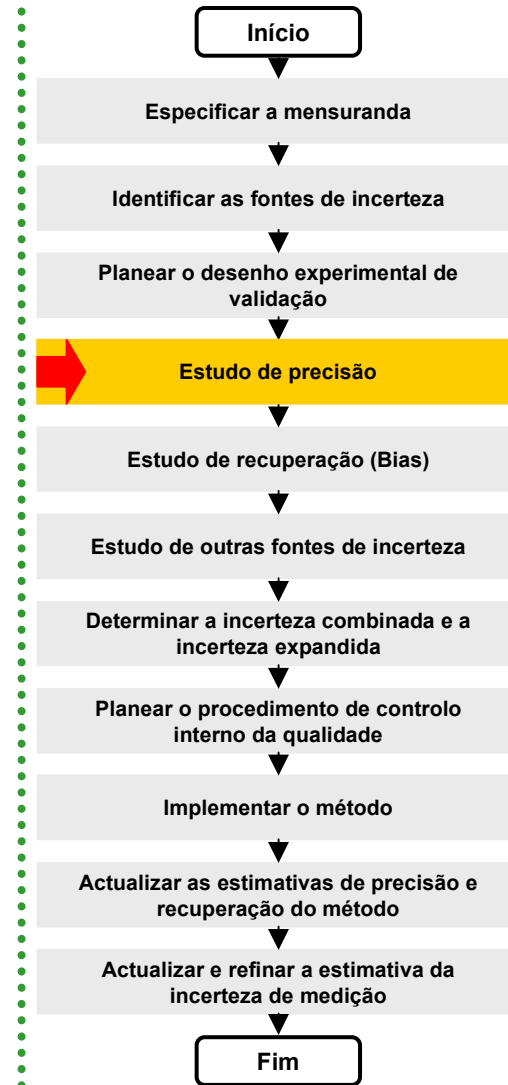 Início
Especificar a mensuranda
Identificar as fontes de incerteza
Planear o desenho experimental de
validação
Estudo de precisão
Estudo de recuperação (Bias)
Estudo de outras fontes de incerteza
Determinar a incerteza combinada e a
incerteza expandida
Planear o procedimento de controlo
interno da qualidade
Implementar o método
Actualizar as estimativas de precisão e
recuperação do método
Actualizar e refinar a estimativa da
incerteza de medição
Fim